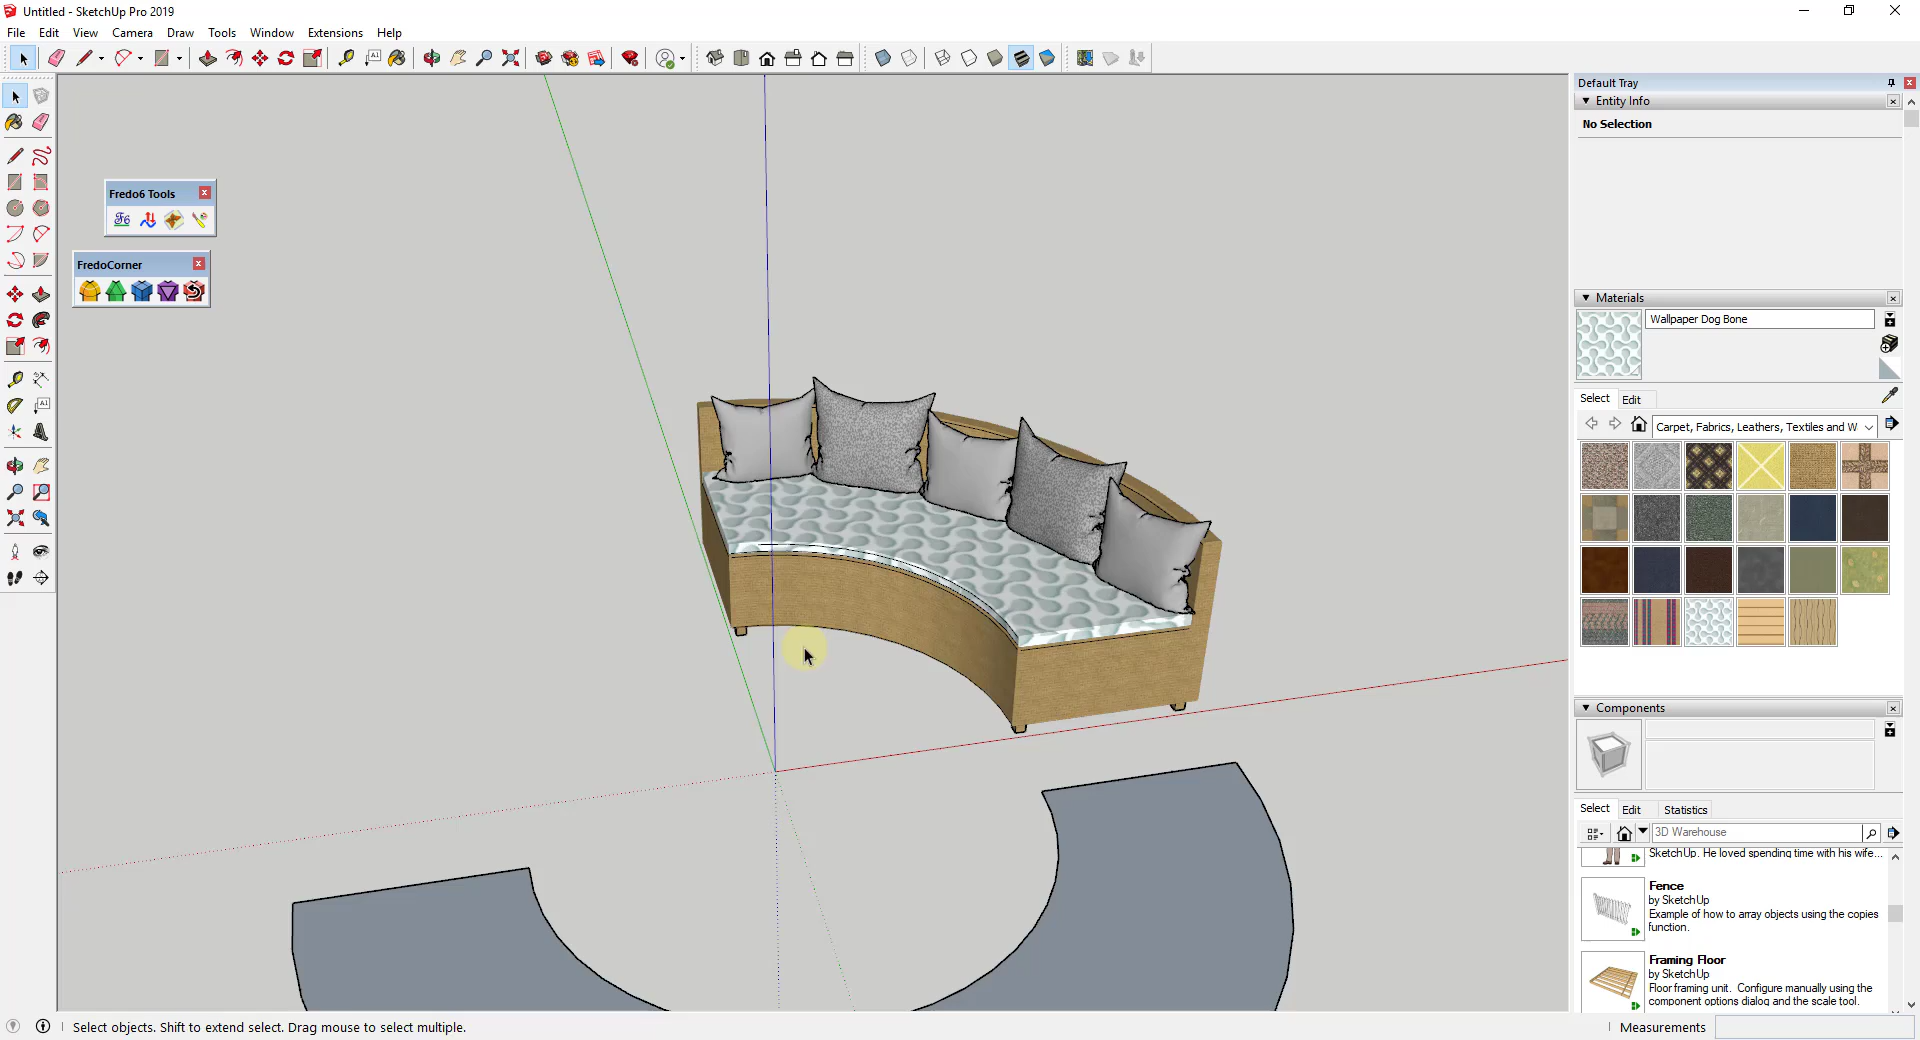 Untitled - SketchUp Pro 2019
File Edit View Camera Draw Tools Window Extensions Help
Default Tray
Entity Info
No Selection
Fredo6 Tools
FredoCorner
Materials
Wallpaper Dog Bone
Select Edit
Carpet, Fabrics, Leathers, Textiles and W
Components
Select Edit Statistics
3D Warehouse
SketchUp. He loved spending time with his wife...
Fence
by SketchUp
Example of how to array objects using the copies
function.
Framing Floor
by SketchUp
Floor framing unit. Configure manually using the
component options dialog and the scale tool.
Select objects. Shift to extend select. Drag mouse to select multiple.
Measurements